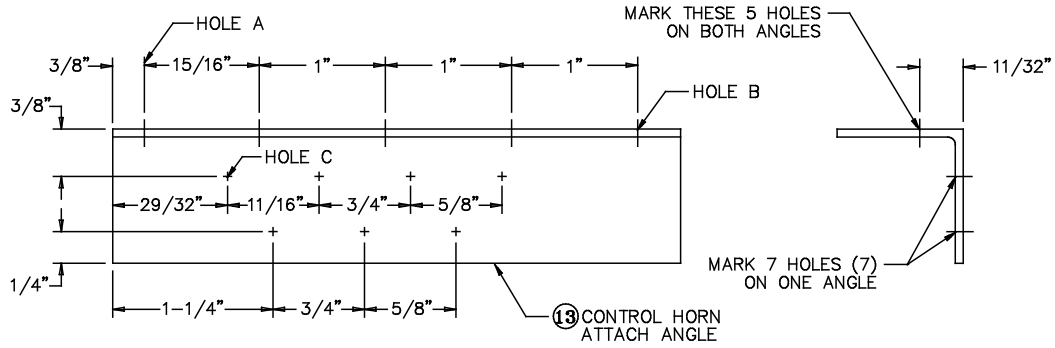 MARK THESE 5 HOLES
ON BOTH ANGLES
HOLE A
3/8" 15/16" 1" 1" 1" 11/32"
HOLE B
3/8"
HOLE C
29/32" 11/16" 3/4" 5/8"
1/4"
MARK 7 HOLES (7)
ON ONE ANGLE
1-1/4" 3/4" 5/8"
13 CONTROL HORN
ATTACH ANGLE